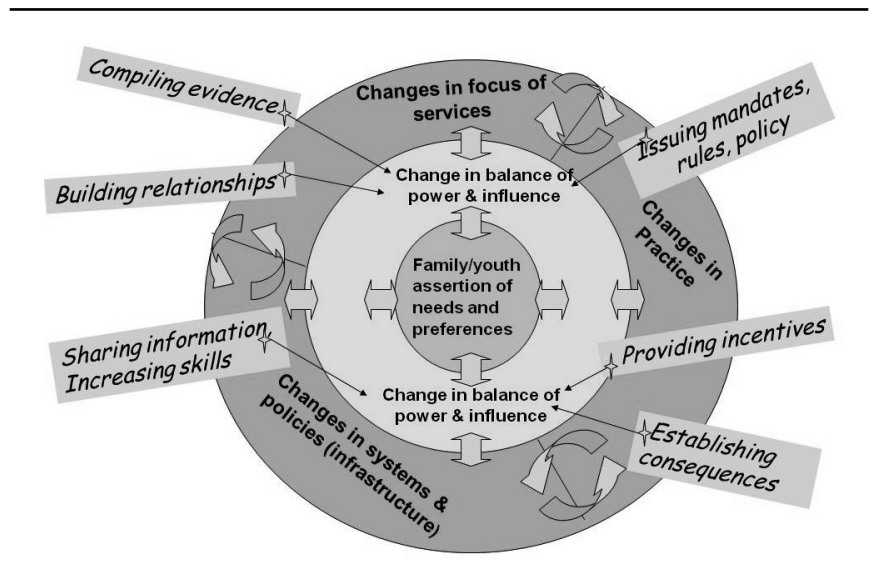 Compiling evidence
Building relationships
Sharing information,
Increasing skills
Changes in focus of
services
Change in balance of
power & influence
Family/youth
assertion of
needs and
preferences
Change in balance of
power & influence
Changes in systems &
policies (infrastructure)
Issuing mandates,
rules, policy
Changes in
Practice
Providing incentives
Establishing
consequences